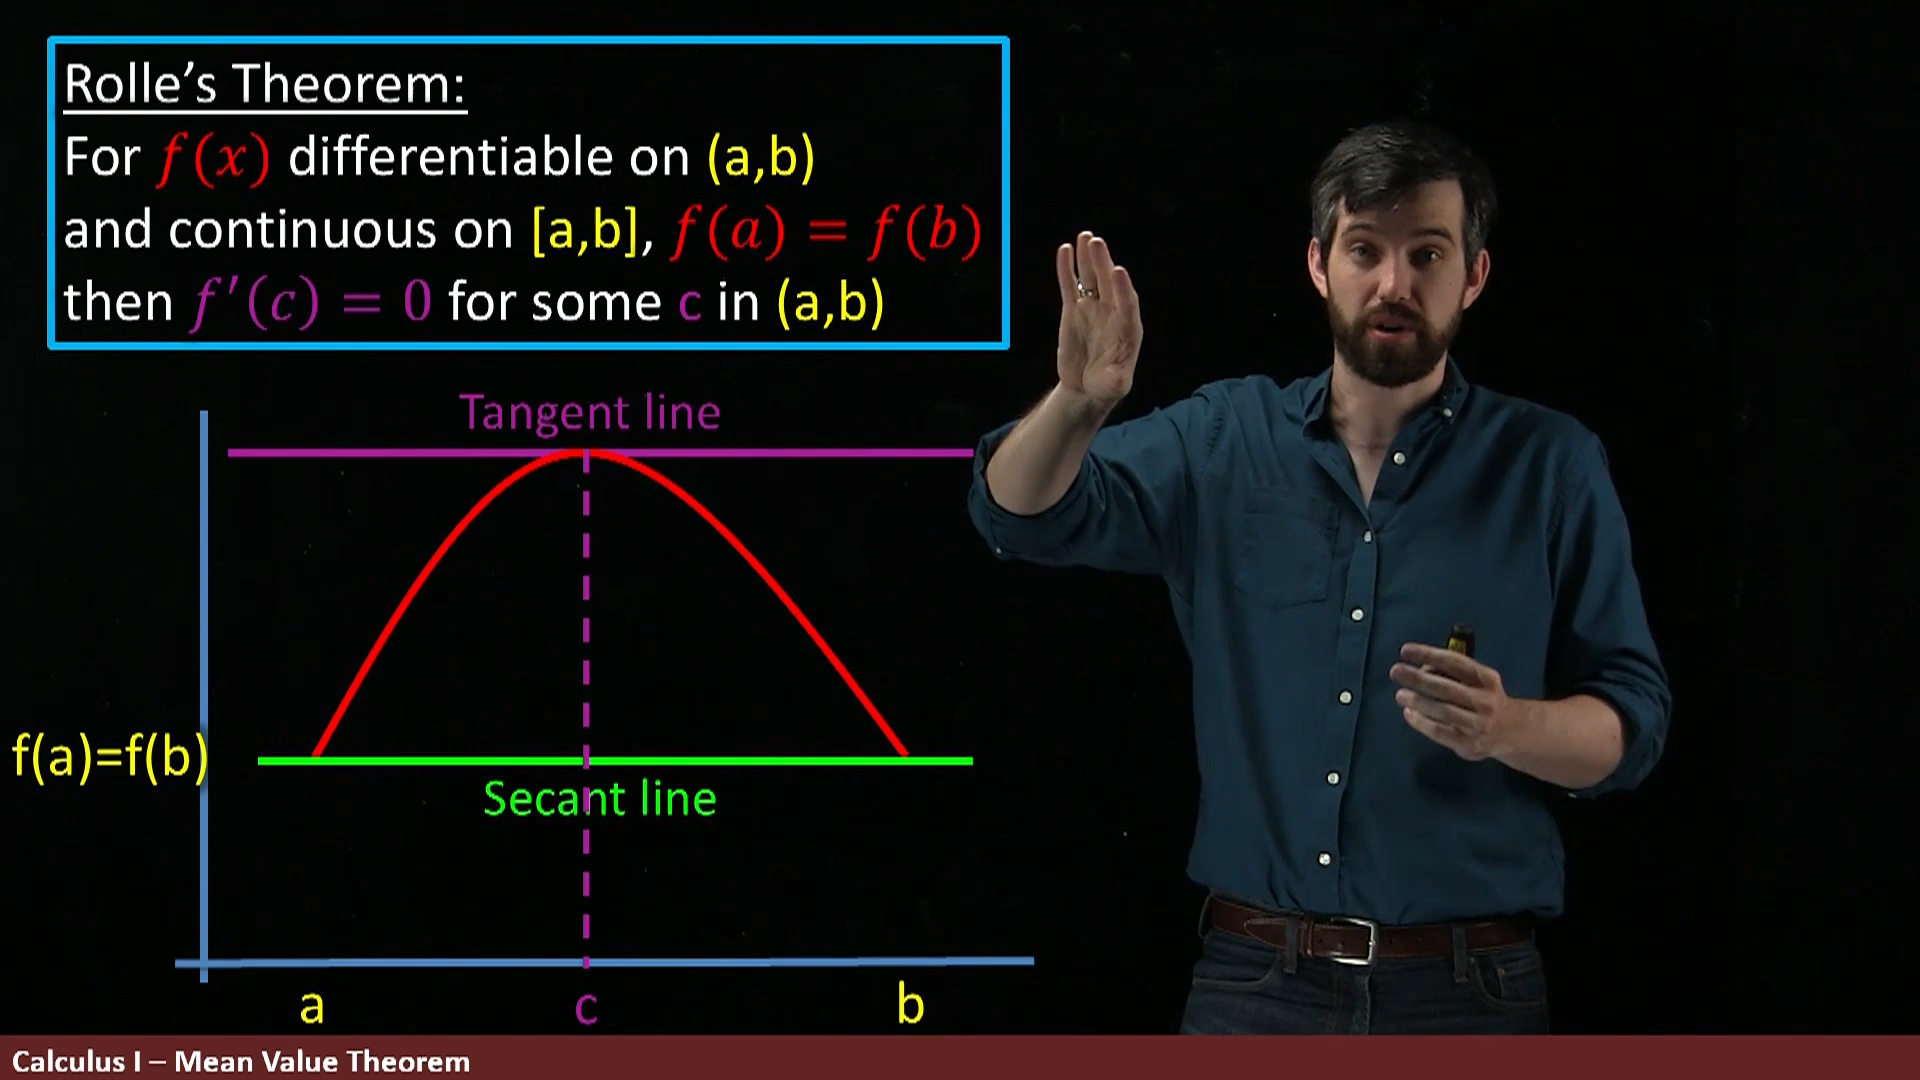 Rolle’s Theorem:
For f(x) differentiable on (a,b)
and continuous on [a,b], f(a) = f(b)
then f′(c) = 0 for some c in (a,b)
Tangent line
f(a)=f(b)
Secant line
a c b
Calculus I – Mean Value Theorem